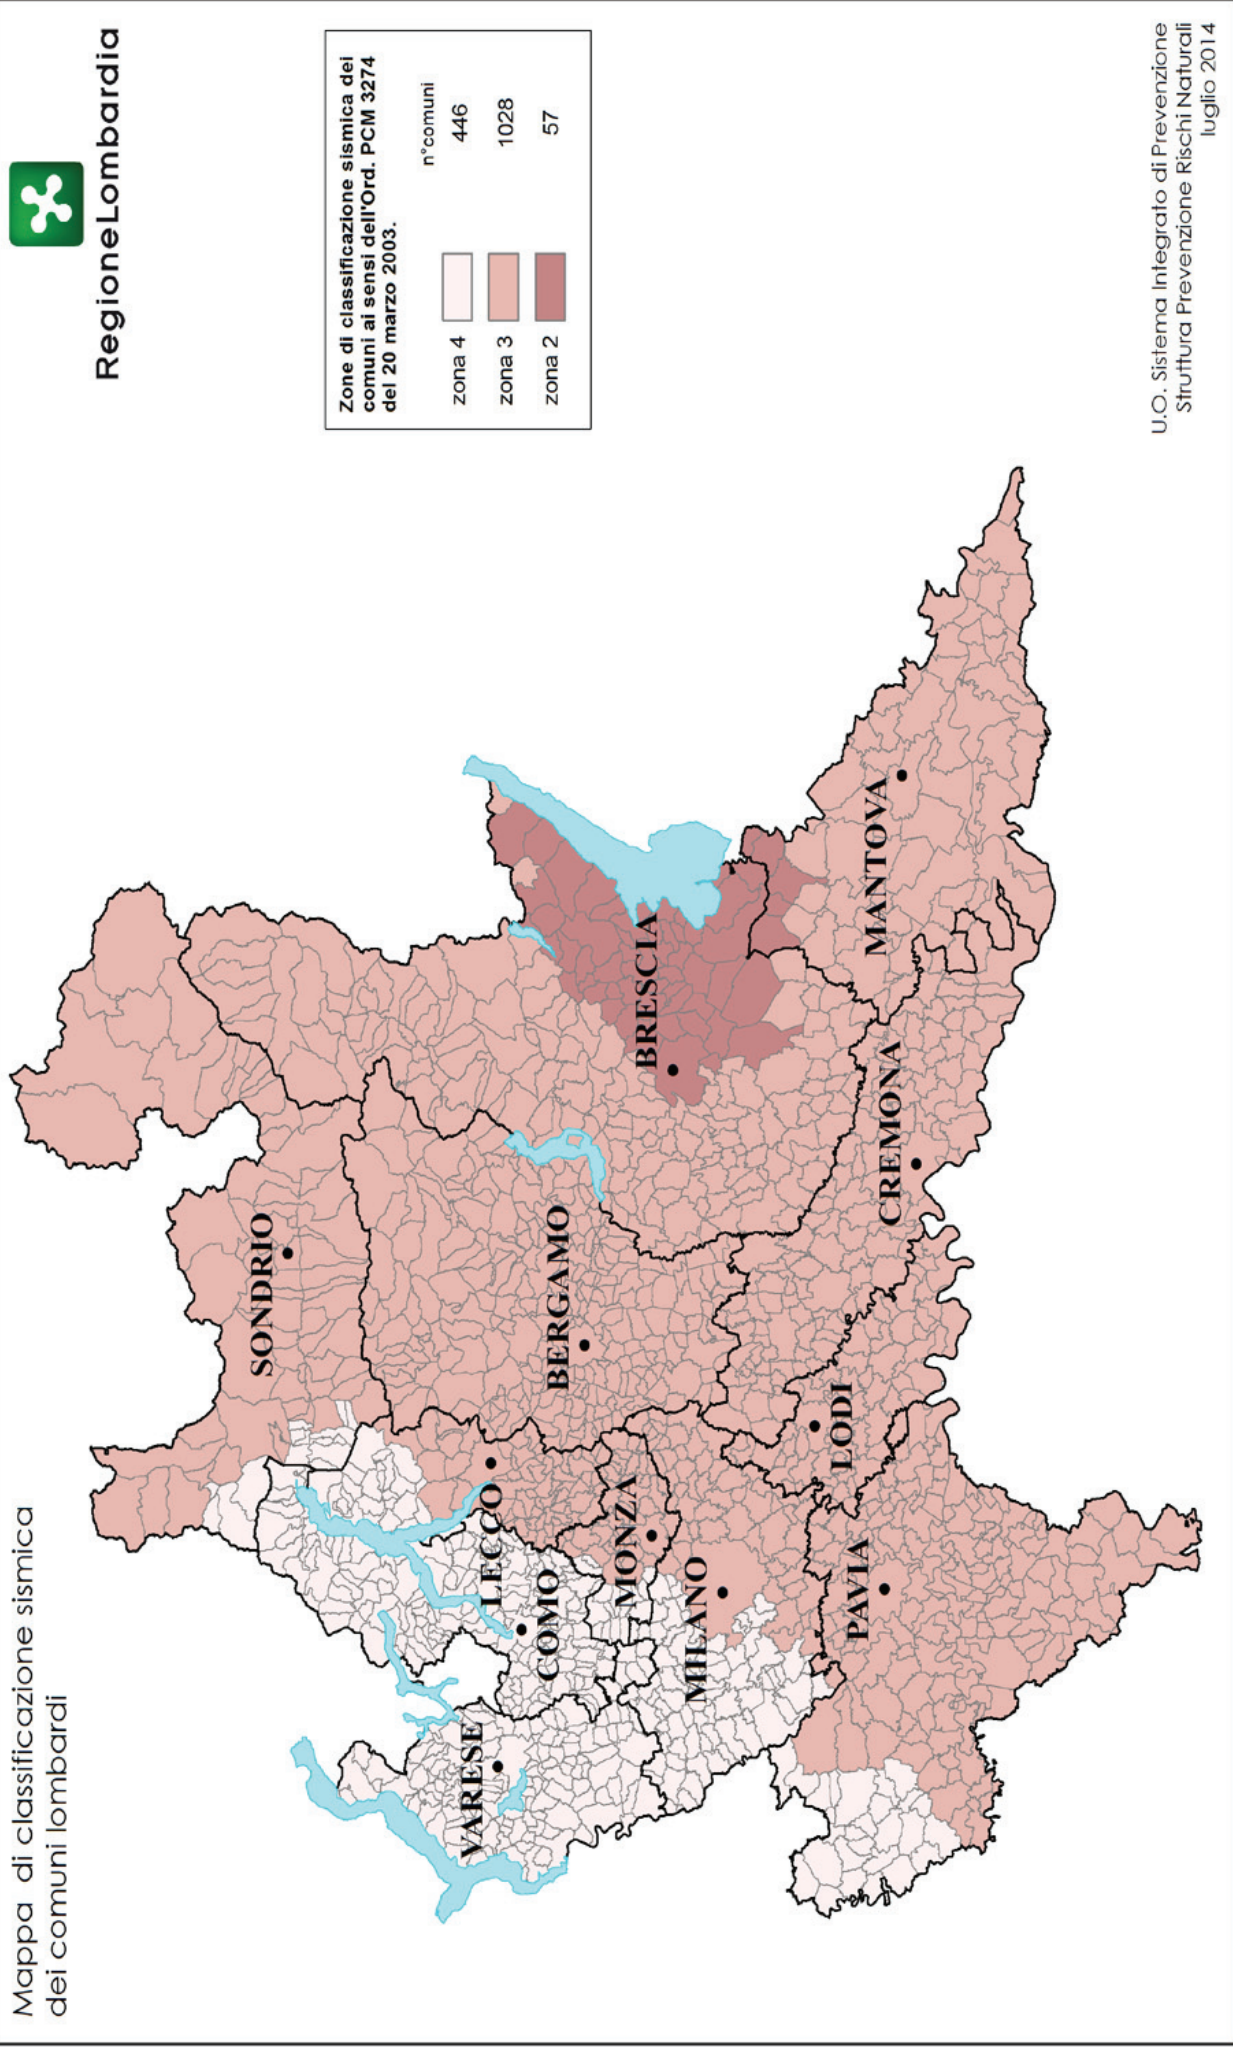 Mappa di classificazione sismica
dei comuni lombardi
RegioneLombardia
Zone di classificazione sismica dei
comuni ai sensi dell'Ord. PCM 3274
del 20 marzo 2003.
n°comuni
zona 4 446
zona 3 1028
zona 2 57
SONDRIO
VARESE
LECCO
COMO
BERGAMO
MONZA
BRESCIA
MILANO
LODI
PAVIA
CREMONA
MANTOVA
U.O. Sistema Integrato di Prevenzione
Struttura Prevenzione Rischi Naturali
luglio 2014